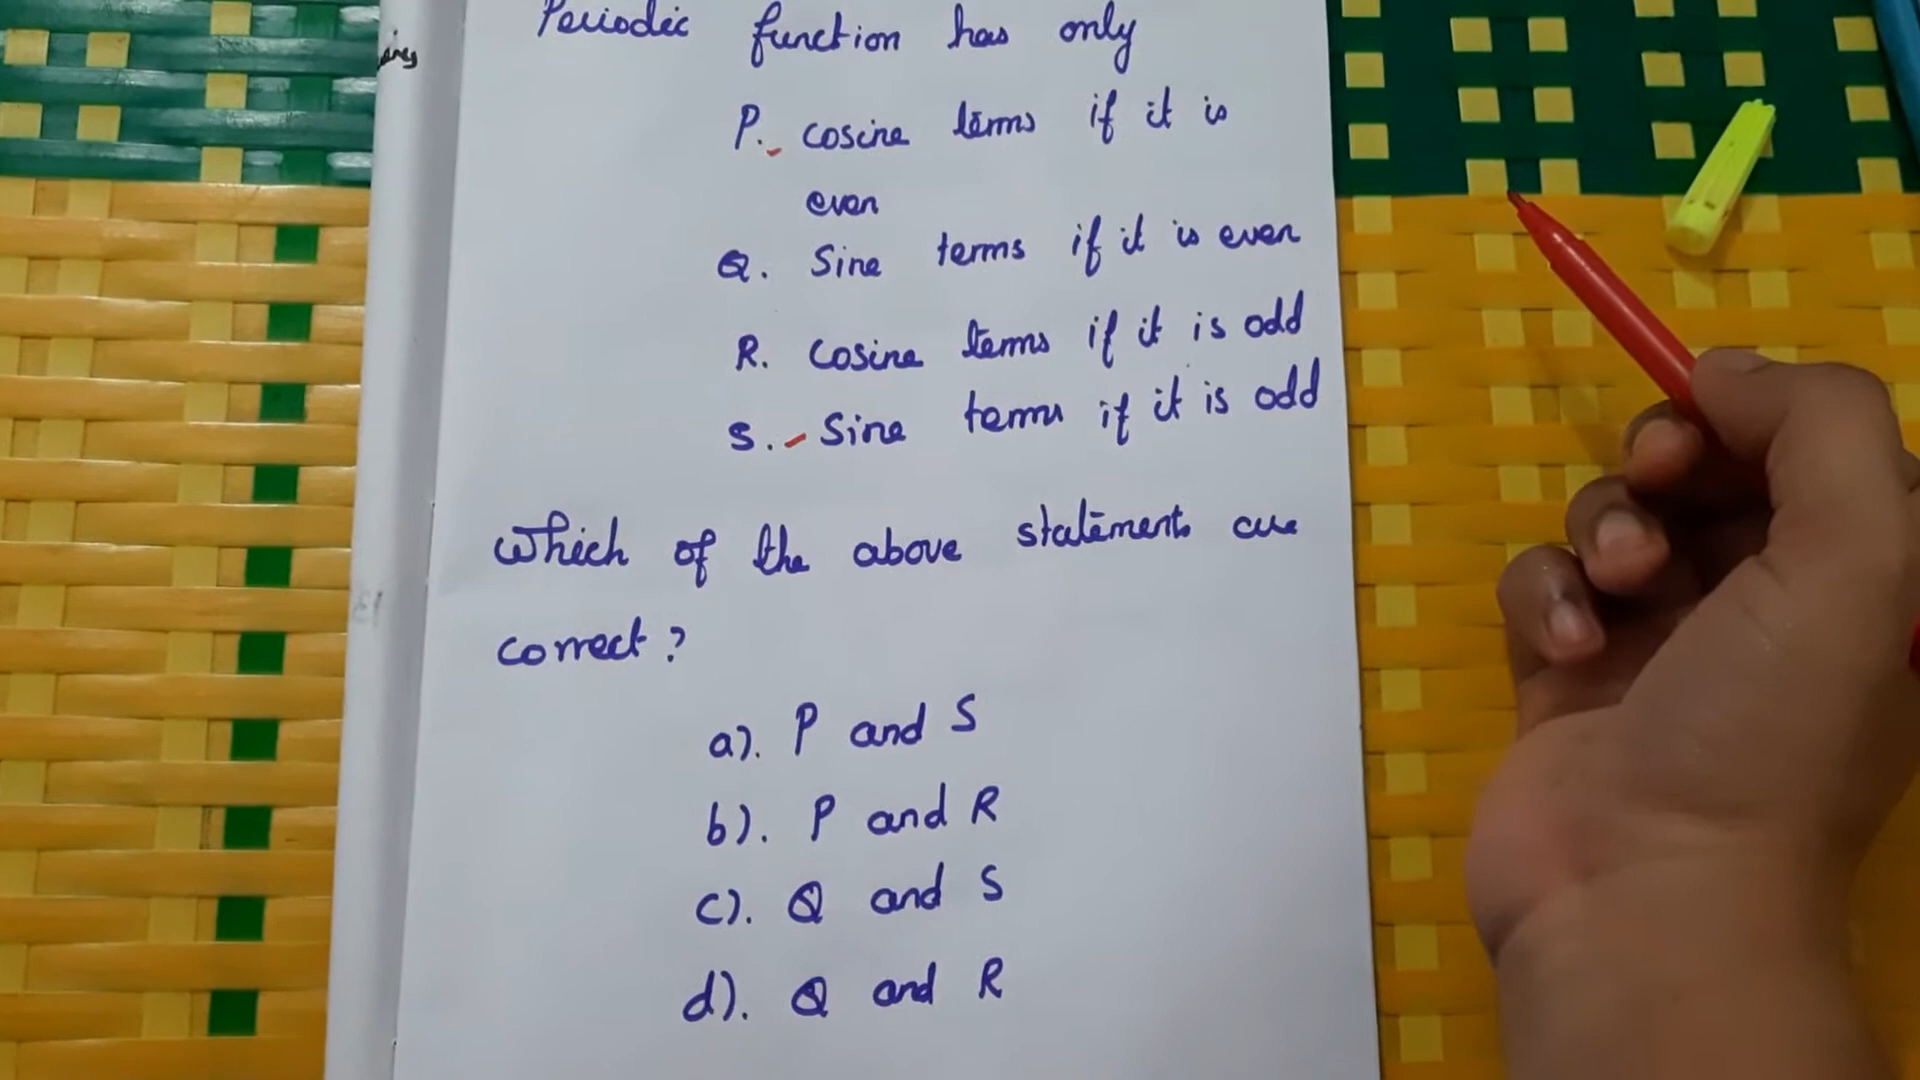 Periodic function has only
P. cosine terms if it is
even
Q. Sine terms if it is even
R. cosine terms if it is odd
S. Sine terms if it is odd
Which of the above statements are
correct?
a). P and S
b). P and R
c). Q and S
d). Q and R